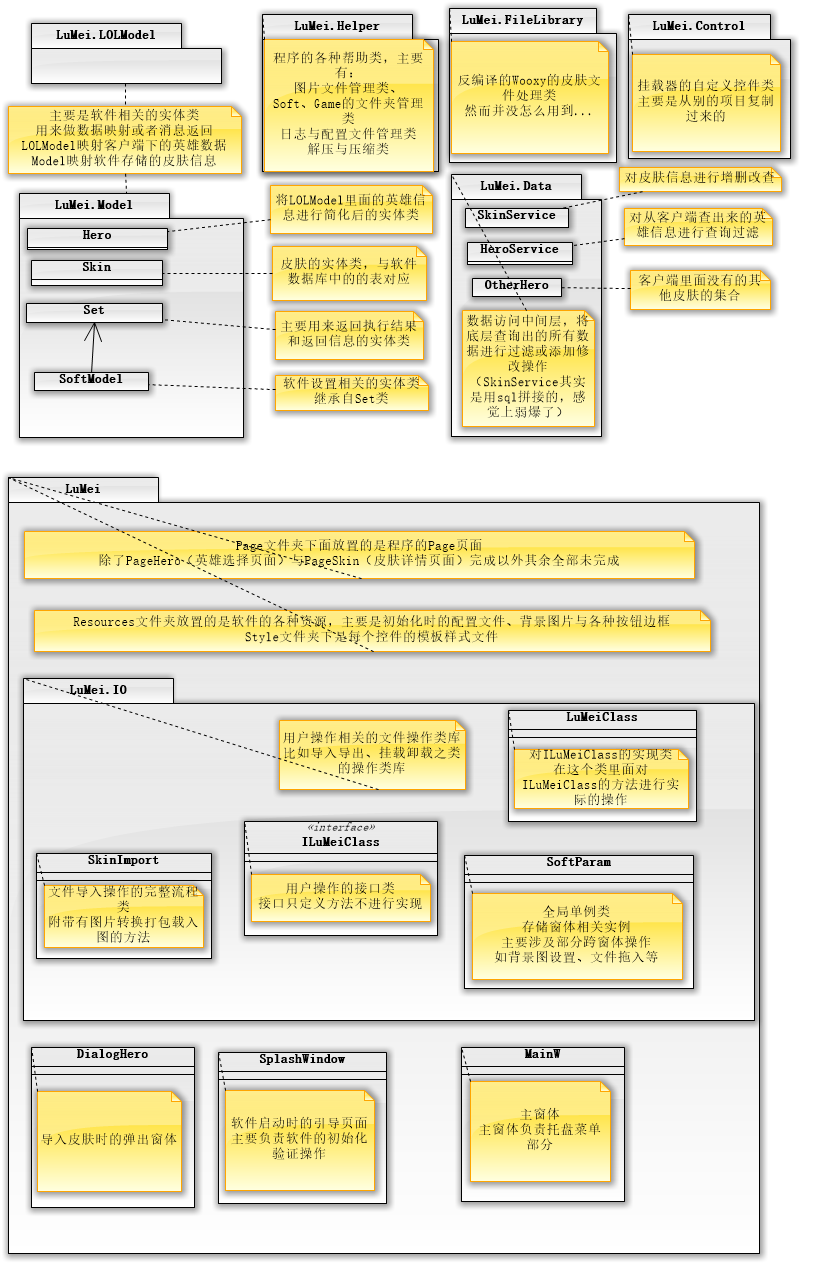 LuMei.LOLModel
主要是软件相关的实体类
用来做数据映射或者消息返回
LOLModel映射客户端下的英雄数据
Model映射软件存储的皮肤信息
LuMei.Helper
程序的各种帮助类，主要
有：
图片文件管理类、
Soft、Game的文件夹管理
类
日志与配置文件管理类
解压与压缩类
LuMei.FileLibrary
反编译的Wooxy的皮肤文
件处理类
然而并没怎么用到...
LuMei.Control
挂载器的自定义控件类
主要是从别的项目复制
过来的
LuMei.Model
Hero
将LOLModel里面的英雄信
息进行简化后的实体类
Skin
皮肤的实体类，与软件
数据库中的的表对应
Set
主要用来返回执行结果
和返回信息的实体类
SoftModel
软件设置相关的实体类
继承自Set类
LuMei.Data
SkinService
对皮肤信息进行增删改查
HeroService
对从客户端查出来的英
雄信息进行查询过滤
OtherHero
客户端里面没有的其
他皮肤的集合
数据访问中间层，将
底层查询出的所有数
据进行过滤或添加修
改操作
（SkinService其实
是用sql拼接的，感
觉上弱爆了）
LuMei
Page文件夹下面放置的是程序的Page页面
除了PageHero（英雄选择页面）与PageSkin（皮肤详情页面）完成以外其余全部未完成
Resources文件夹放置的是软件的各种资源，主要是初始化时的配置文件、背景图片与各种按钮边框
Style文件夹下是每个控件的模板样式文件
LuMei.IO
用户操作相关的文件操作类库
比如导入导出、挂载卸载之类
的操作类库
LuMeiClass
对ILuMeiClass的实现类
在这个类里面对
ILuMeiClass的方法进行实
际的操作
SkinImport
文件导入操作的完整流程
类
附带有图片转换打包载入
图的方法
«interface»
ILuMeiClass
用户操作的接口类
接口只定义方法不进行实现
SoftParam
全局单例类
存储窗体相关实例
主要涉及部分跨窗体操作
如背景图设置、文件拖入等
DialogHero
导入皮肤时的弹出窗体
SplashWindow
软件启动时的引导页面
主要负责软件的初始化
验证操作
MainW
主窗体
主窗体负责托盘菜单
部分